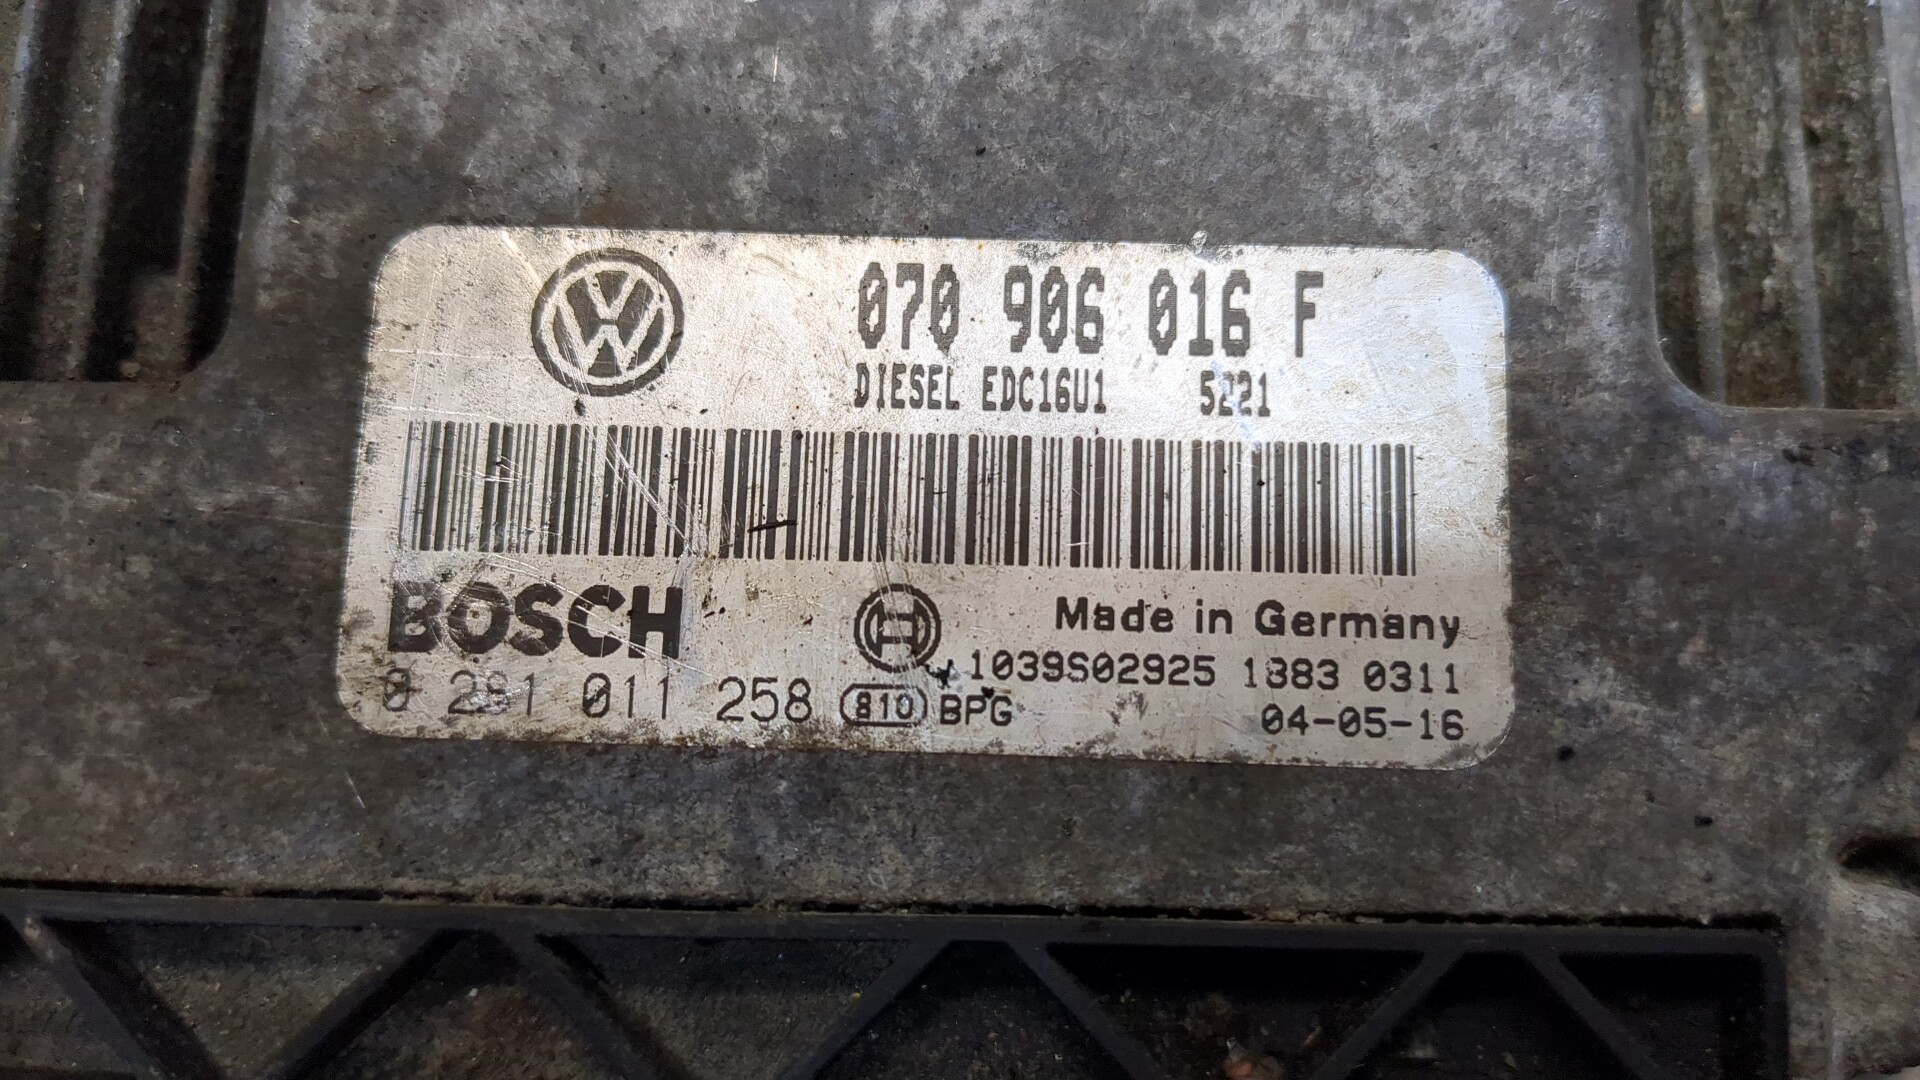 070 906 016 F
DIESEL EDC16U1 5221
BOSCH
Made in Germany
1039S02925 1883 0311
0 281 011 258 810 BPG
04-05-16